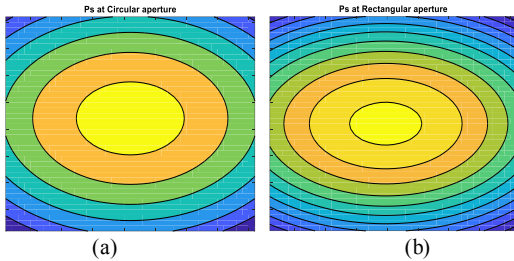 Ps at Circular aperture
Ps at Rectangular aperture
(a)
(b)